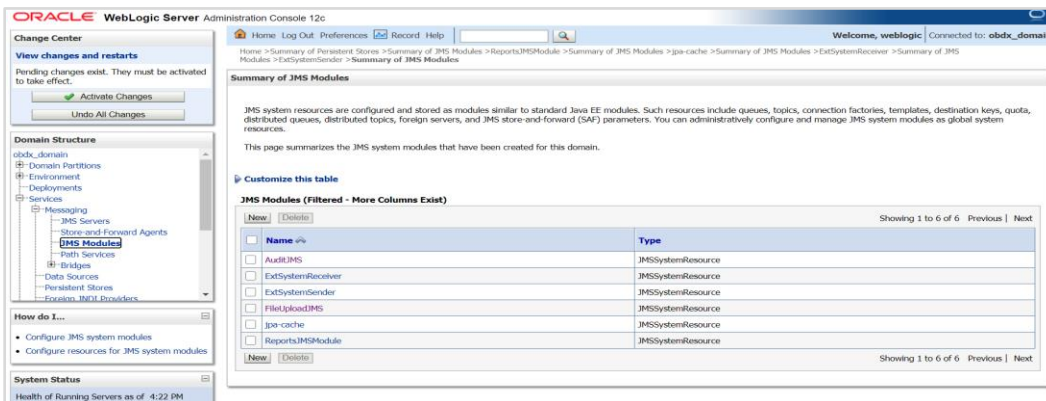 ORACLE WebLogic Server Administration Console 12c
Change Center
View changes and restarts
Pending changes exist. They must be activated
to take effect.
Activate Changes
Undo All Changes
Domain Structure
obdx_domain
Domain Partitions
Environment
Deployments
Services
Messaging
JMS Servers
Store-and-Forward Agents
JMS Modules
Path Services
Bridges
Data Sources
Persistent Stores
Foreign JNDI Providers
How do I...
Configure JMS system modules
Configure resources for JMS system modules
System Status
Health of Running Servers as of 4:22 PM
Home Log Out Preferences Record Help
Welcome, weblogic Connected to: obdx_domai
Home >Summary of Persistent Stores >Summary of JMS Modules >ReportsJMSModule >Summary of JMS Modules >jpa-cache >Summary of JMS Modules >ExtSystemReceiver >Summary of JMS
Modules >ExtSystemSender >Summary of JMS Modules
Summary of JMS Modules
JMS system resources are configured and stored as modules similar to standard Java EE modules. Such resources include queues, topics, connection factories, templates, destination keys, quota,
distributed queues, distributed topics, foreign servers, and JMS store-and-forward (SAF) parameters. You can administratively configure and manage JMS system modules as global system
resources.
This page summarizes the JMS system modules that have been created for this domain.
Customize this table
JMS Modules (Filtered - More Columns Exist)
New Delete Showing 1 to 6 of 6 Previous | Next
Name Type
AuditJMS JMSSystemResource
ExtSystemReceiver JMSSystemResource
ExtSystemSender JMSSystemResource
FileUploadJMS JMSSystemResource
jpa-cache JMSSystemResource
ReportsJMSModule JMSSystemResource
New Delete Showing 1 to 6 of 6 Previous | Next